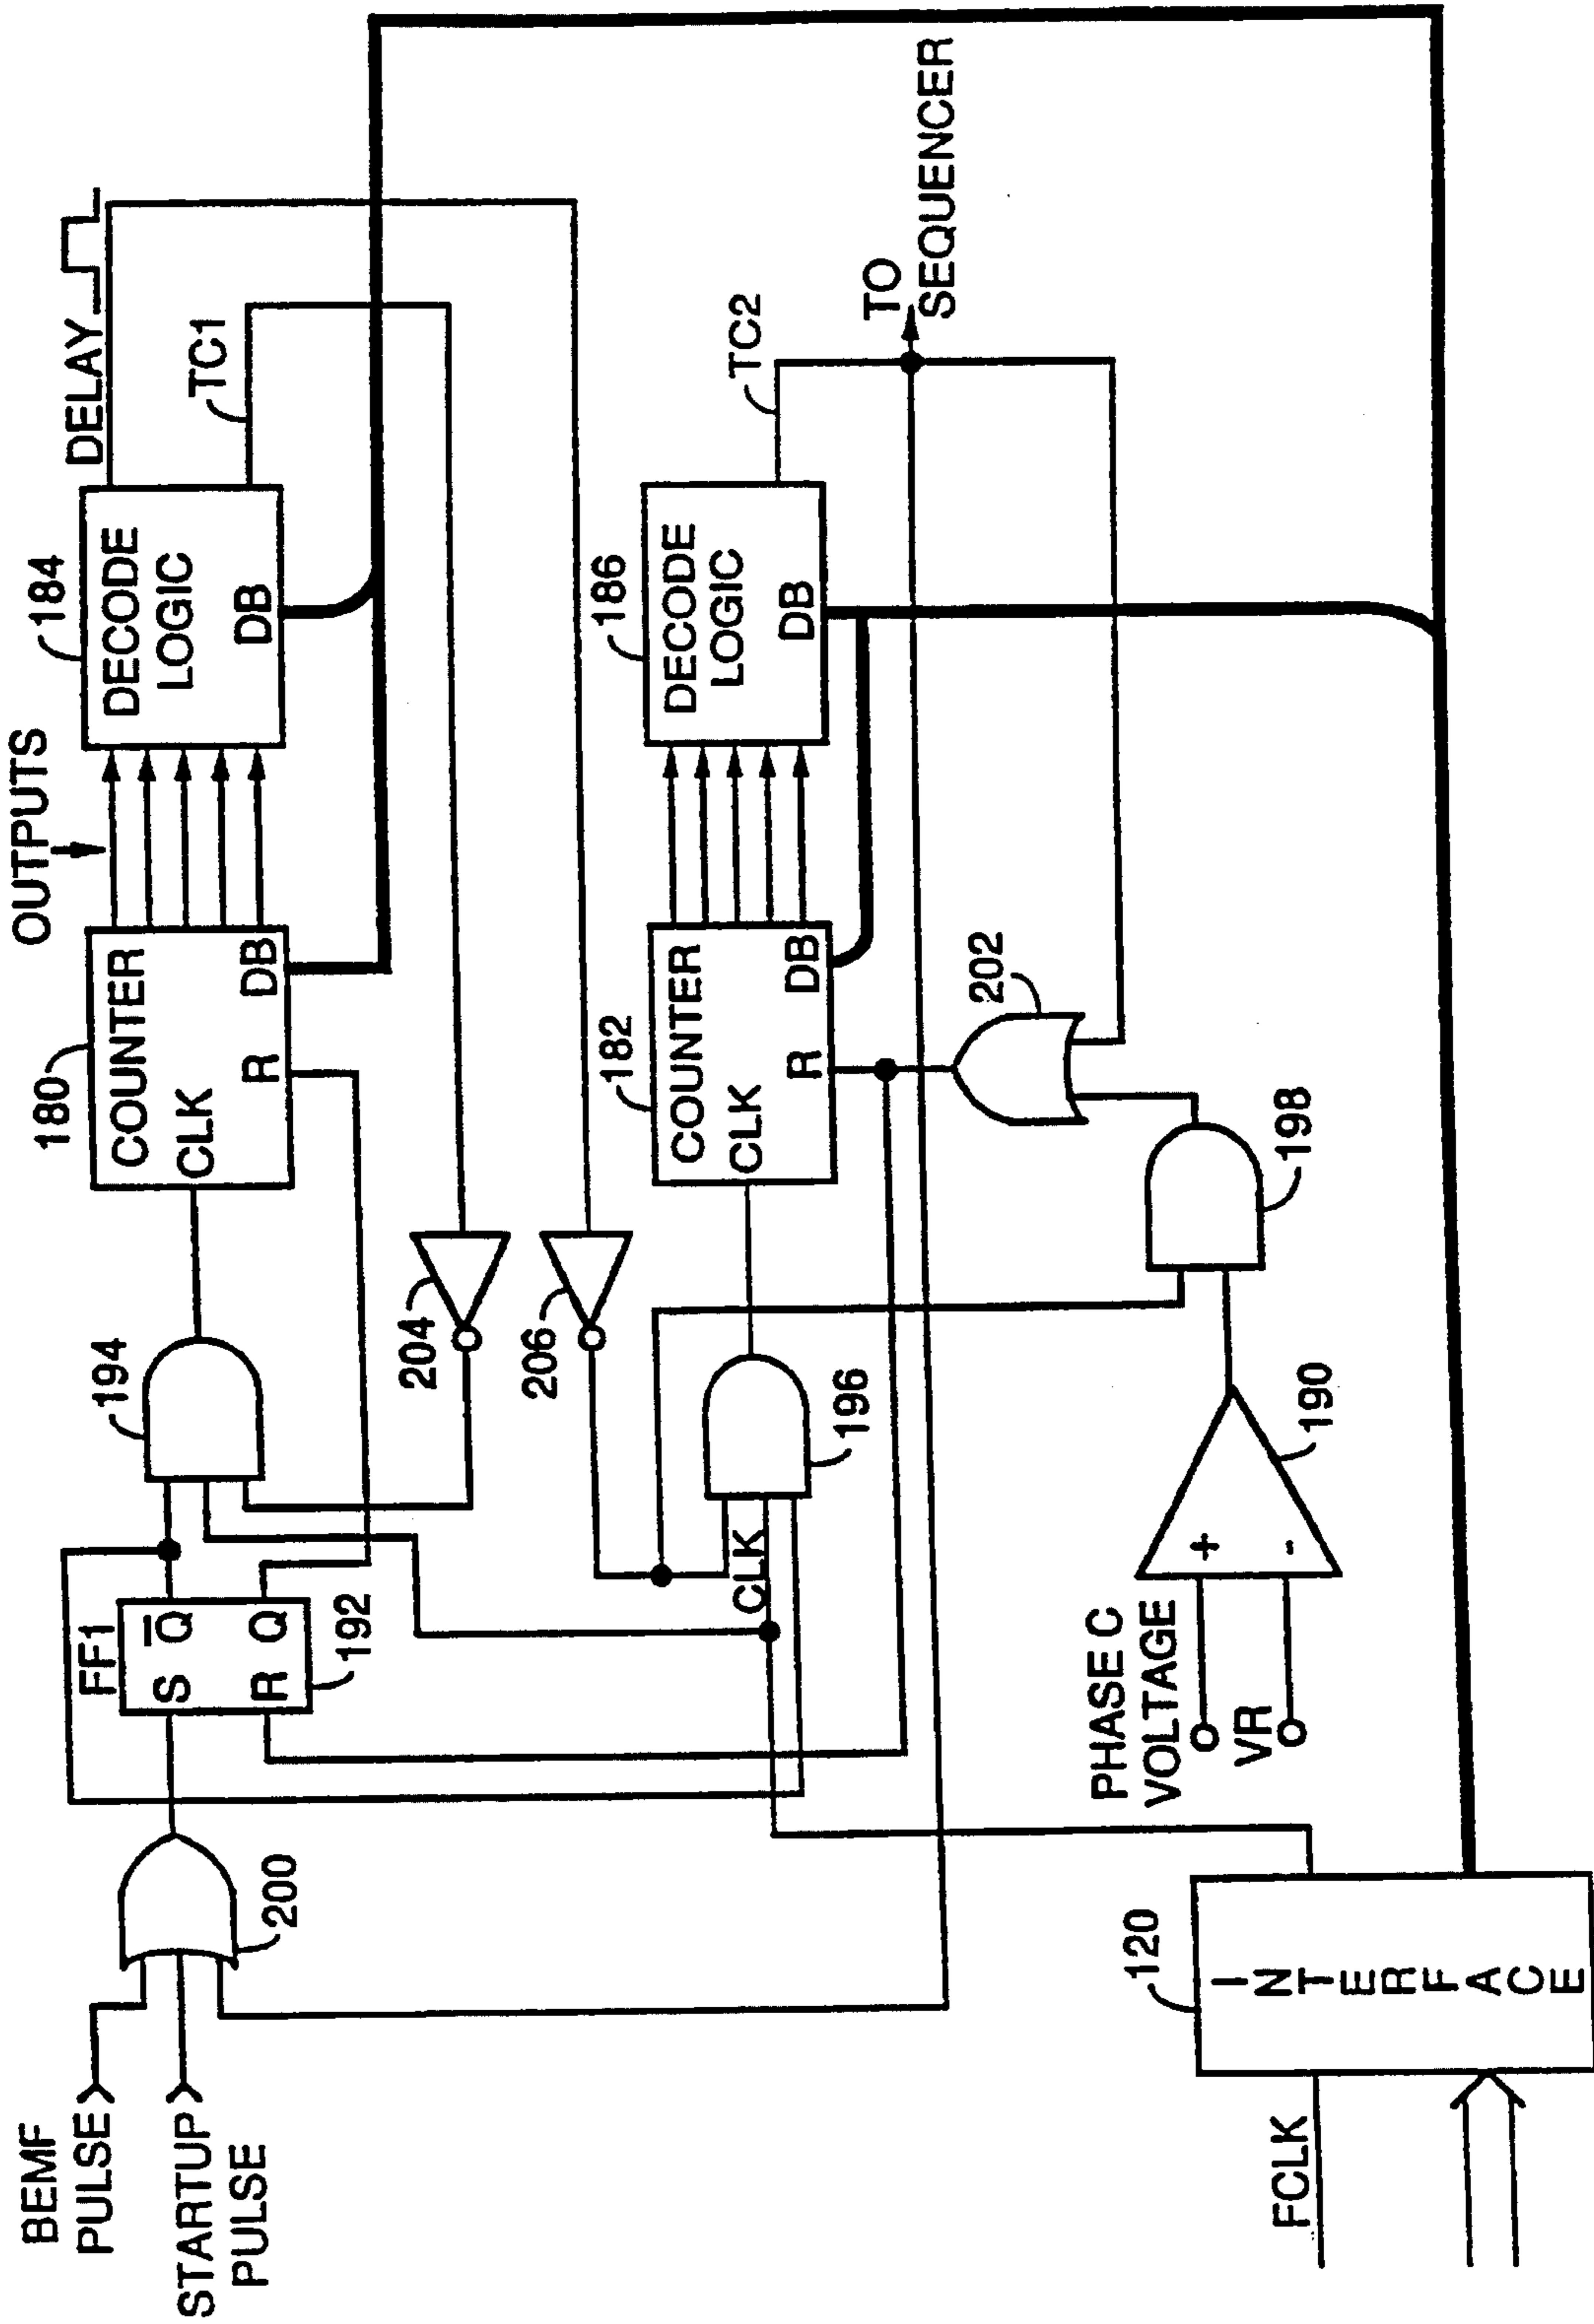 BEMF
PULSE
STARTUP
PULSE
200
FF1
S
Q
R
Q
192
194
180
COUNTER
CLK
R
DB
OUTPUTS
184
DECODE
LOGIC
DB
DELAY
TC1
204
206
CLK
196
182
COUNTER
CLK
R
DB
186
DECODE
LOGIC
DB
TC2
TO
SEQUENCER
202
198
PHASE C
VOLTAGE
VR
+
-
190
FCLK
120
INTERFACE